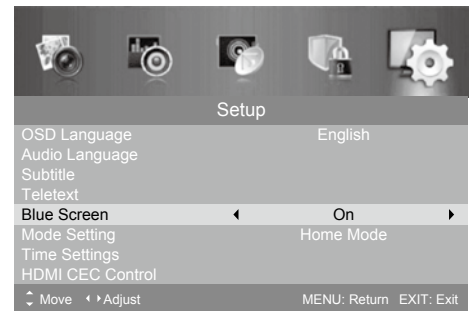 Setup
OSD Language English
Audio Language
Subtitle
Teletext
Blue Screen On
Mode Setting Home Mode
Time Settings
HDMI CEC Control
Move Adjust MENU: Return EXIT: Exit